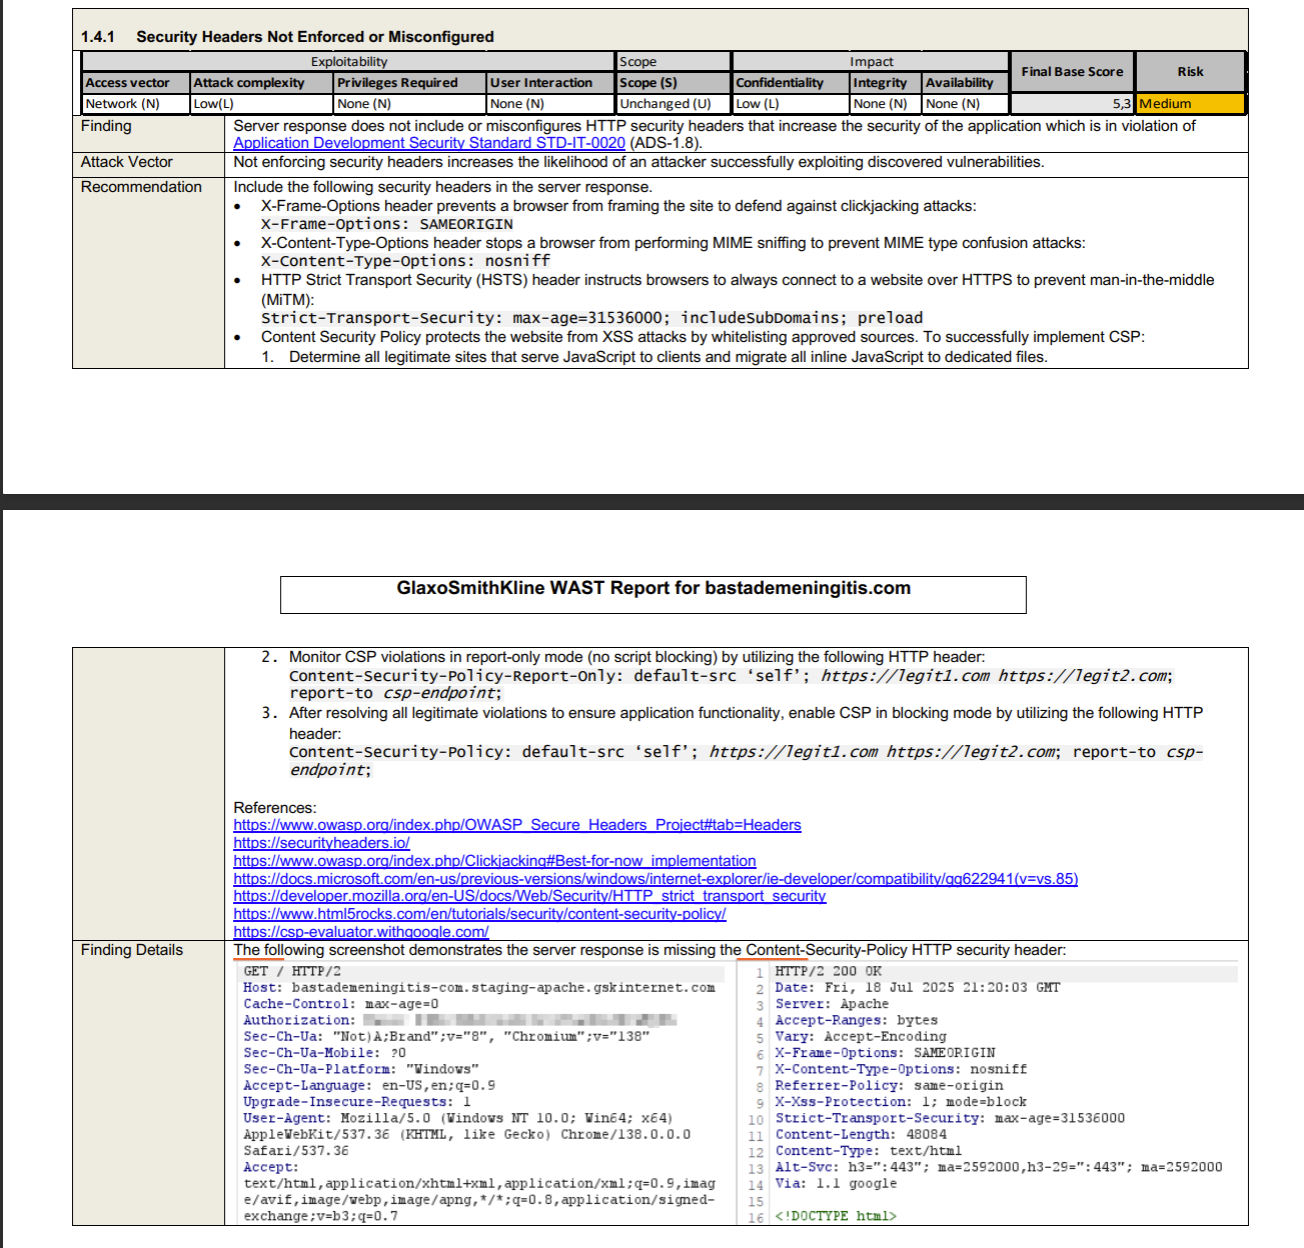 1.4.1 Security Headers Not Enforced or Misconfigured
Exploitability Scope Impact Final Base Score Risk
Access vector Attack complexity Privileges Required User Interaction Scope (S) Confidentiality Integrity Availability
Network (N) Low(L) None (N) None (N) Unchanged (U) Low (L) None (N) None (N) 5,3 Medium
Finding Server response does not include or misconfigures HTTP security headers that increase the security of the application which is in violation of
Application Development Security Standard STD-IT-0020 (ADS-1.8).
Attack Vector Not enforcing security headers increases the likelihood of an attacker successfully exploiting discovered vulnerabilities.
Recommendation Include the following security headers in the server response.
• X-Frame-Options header prevents a browser from framing the site to defend against clickjacking attacks:
X-Frame-Options: SAMEORIGIN
• X-Content-Type-Options header stops a browser from performing MIME sniffing to prevent MIME type confusion attacks:
X-Content-Type-Options: nosniff
• HTTP Strict Transport Security (HSTS) header instructs browsers to always connect to a website over HTTPS to prevent man-in-the-middle
(MiTM):
Strict-Transport-Security: max-age=31536000; includeSubDomains; preload
• Content Security Policy protects the website from XSS attacks by whitelisting approved sources. To successfully implement CSP:
1. Determine all legitimate sites that serve JavaScript to clients and migrate all inline JavaScript to dedicated files.
GlaxoSmithKline WAST Report for bastademeningitis.com
2. Monitor CSP violations in report-only mode (no script blocking) by utilizing the following HTTP header:
Content-Security-Policy-Report-Only: default-src ‘self’; https://legit1.com https://legit2.com;
report-to csp-endpoint;
3. After resolving all legitimate violations to ensure application functionality, enable CSP in blocking mode by utilizing the following HTTP
header:
Content-Security-Policy: default-src ‘self’; https://legit1.com https://legit2.com; report-to csp-
endpoint;
References:
https://www.owasp.org/index.php/OWASP_Secure_Headers_Project#tab=Headers
https://securityheaders.io/
https://www.owasp.org/index.php/Clickjacking#Best-for-now_implementation
https://docs.microsoft.com/en-us/previous-versions/windows/internet-explorer/ie-developer/compatibility/gg622941(v=vs.85)
https://developer.mozilla.org/en-US/docs/Web/Security/HTTP_strict_transport_security
https://www.html5rocks.com/en/tutorials/security/content-security-policy/
https://csp-evaluator.withgoogle.com/
Finding Details The following screenshot demonstrates the server response is missing the Content-Security-Policy HTTP security header:
GET / HTTP/2
Host: bastademeningitis-com.staging-apache.gskinternet.com
Cache-Control: max-age=0
Authorization:
Sec-Ch-Ua: "Not)A;Brand";v="8", "Chromium";v="138"
Sec-Ch-Ua-Mobile: ?0
Sec-Ch-Ua-Platform: "Windows"
Accept-Language: en-US,en;q=0.9
Upgrade-Insecure-Requests: 1
User-Agent: Mozilla/5.0 (Windows NT 10.0; Win64; x64)
AppleWebKit/537.36 (KHTML, like Gecko) Chrome/138.0.0.0
Safari/537.36
Accept:
text/html,application/xhtml+xml,application/xml;q=0.9,imag
e/avif,image/webp,image/apng,*/*;q=0.8,application/signed-
exchange;v=b3;q=0.7
1 HTTP/2 200 OK
2 Date: Fri, 18 Jul 2025 21:20:03 GMT
3 Server: Apache
4 Accept-Ranges: bytes
5 Vary: Accept-Encoding
6 X-Frame-Options: SAMEORIGIN
7 X-Content-Type-Options: nosniff
8 Referrer-Policy: same-origin
9 X-Xss-Protection: 1; mode=block
10 Strict-Transport-Security: max-age=31536000
11 Content-Length: 48084
12 Content-Type: text/html
13 Alt-Svc: h3=":443"; ma=2592000,h3-29=":443"; ma=2592000
14 Via: 1.1 google
15
16 <!DOCTYPE html>